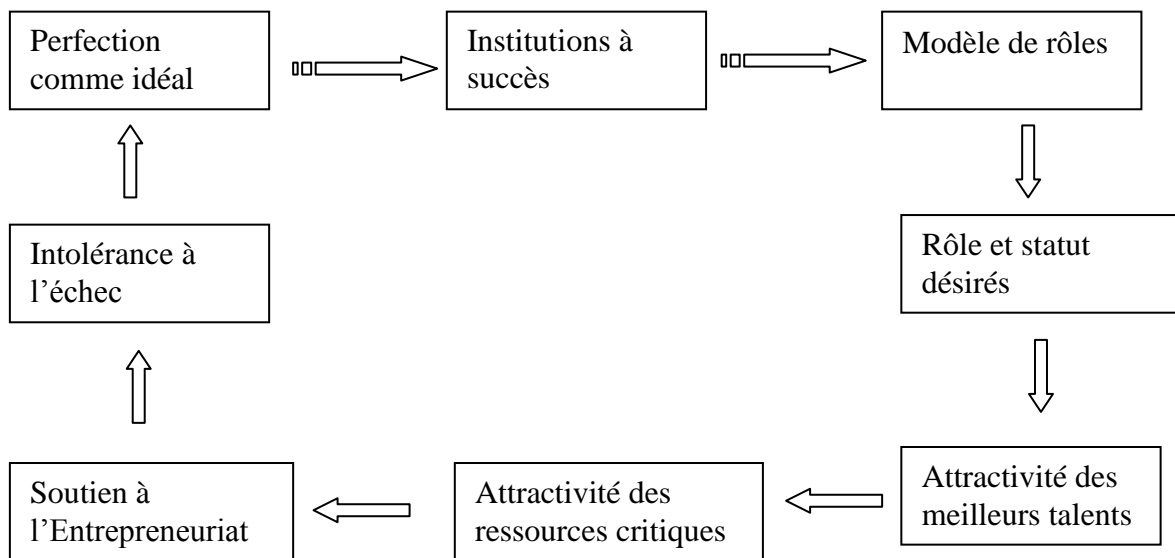 Perfection
comme idéal
Institutions à
succès
Modèle de rôles
Intolérance à
l’échec
Rôle et statut
désirés
Soutien à
l’Entrepreneuriat
Attractivité des
ressources critiques
Attractivité des
meilleurs talents